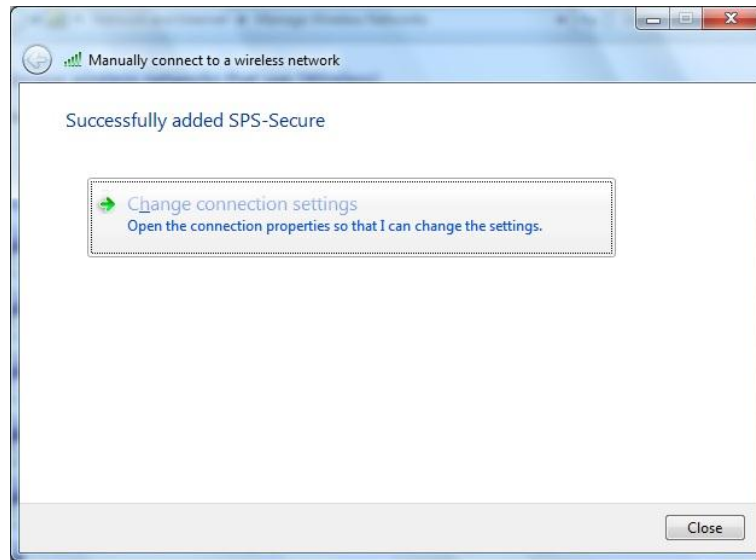 Manually connect to a wireless network
Successfully added SPS-Secure
Change connection settings
Open the connection properties so that I can change the settings.
Close